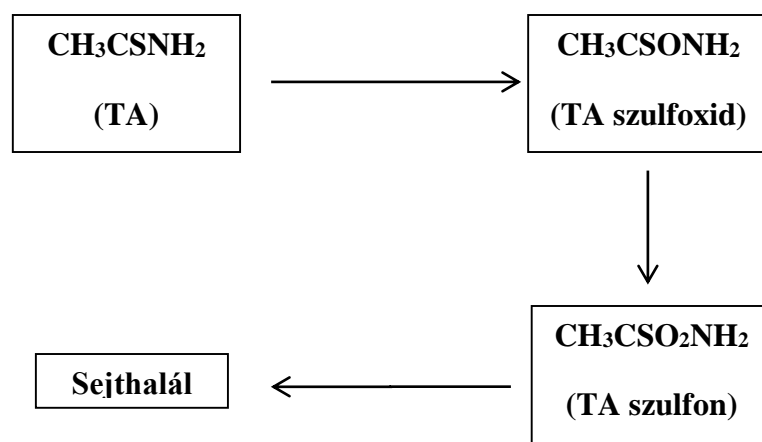 CH₃CSNH₂
(TA)
CH₃CSONH₂
(TA szulfoxid)
CH₃CSO₂NH₂
(TA szulfon)
Sejthalál